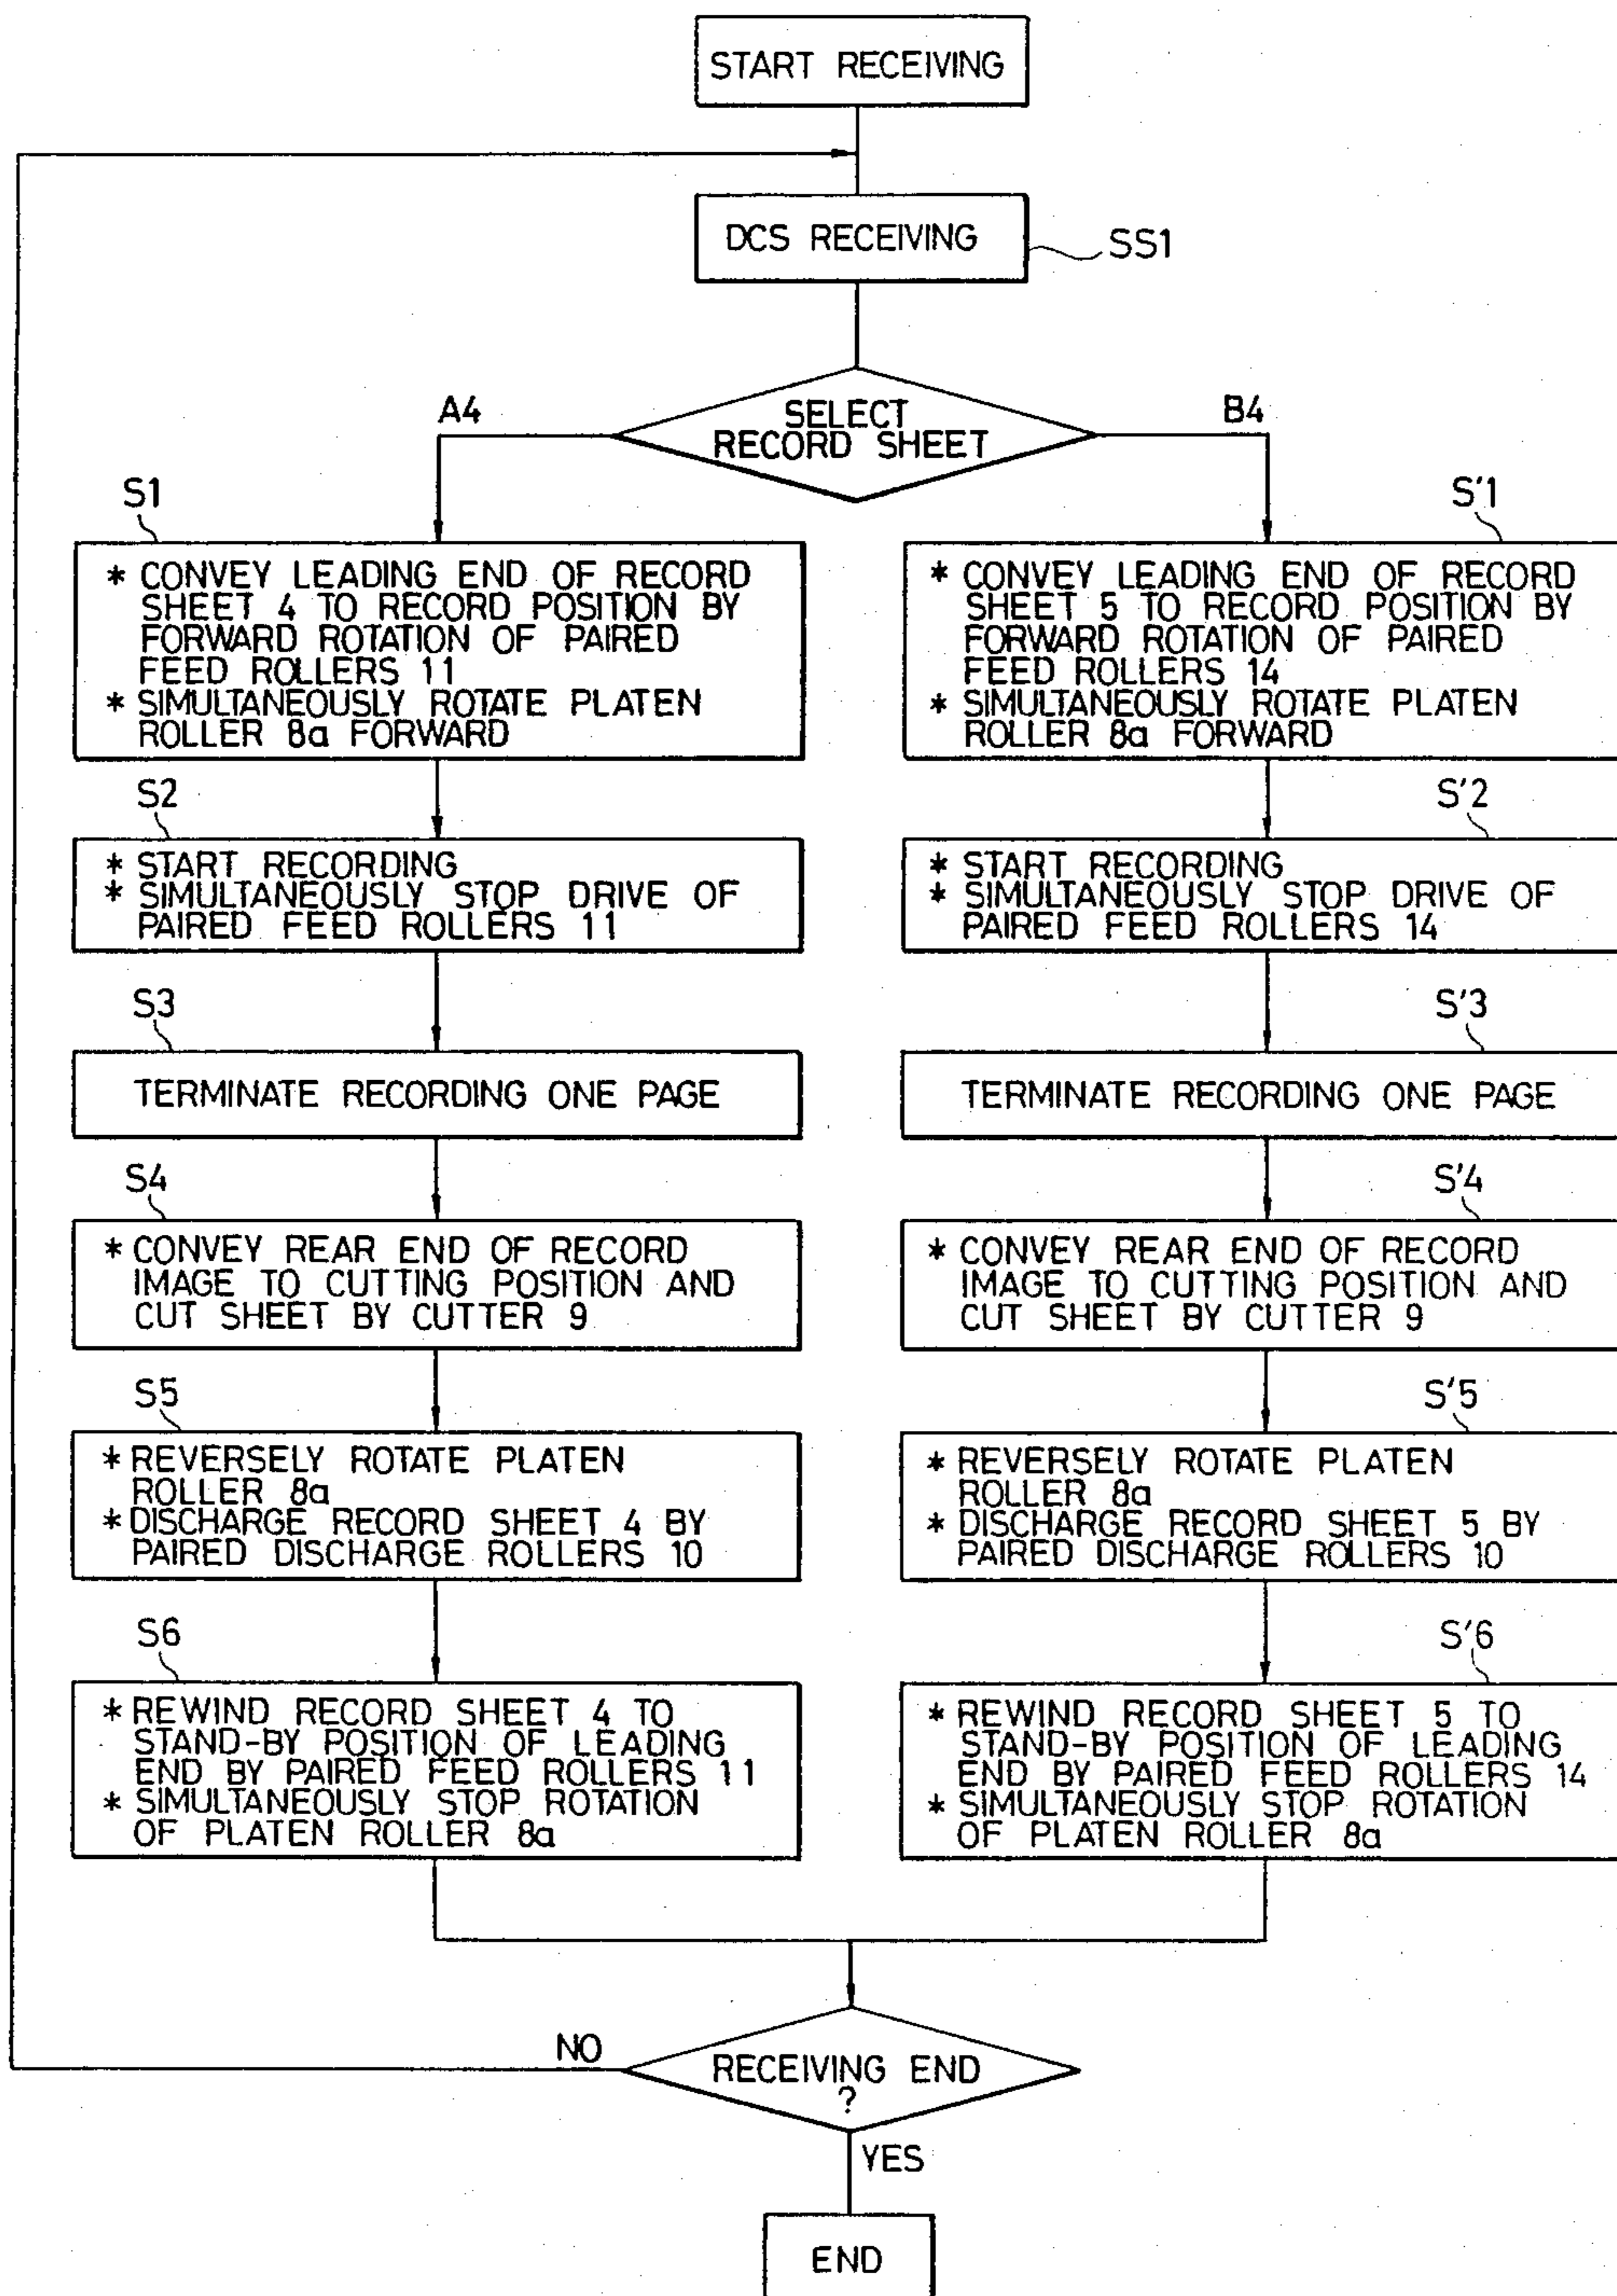 START RECEIVING
DCS RECEIVING
SS1
SELECT
RECORD SHEET
A4
B4
S1
* CONVEY LEADING END OF RECORD
SHEET 4 TO RECORD POSITION BY
FORWARD ROTATION OF PAIRED
FEED ROLLERS 11
* SIMULTANEOUSLY ROTATE PLATEN
ROLLER 8a FORWARD
S2
* START RECORDING
* SIMULTANEOUSLY STOP DRIVE OF
PAIRED FEED ROLLERS 11
S3
TERMINATE RECORDING ONE PAGE
S4
* CONVEY REAR END OF RECORD
IMAGE TO CUTTING POSITION AND
CUT SHEET BY CUTTER 9
S5
* REVERSELY ROTATE PLATEN
ROLLER 8a
* DISCHARGE RECORD SHEET 4 BY
PAIRED DISCHARGE ROLLERS 10
S6
* REWIND RECORD SHEET 4 TO
STAND-BY POSITION OF LEADING
END BY PAIRED FEED ROLLERS 11
* SIMULTANEOUSLY STOP ROTATION
OF PLATEN ROLLER 8a
S'1
* CONVEY LEADING END OF RECORD
SHEET 5 TO RECORD POSITION BY
FORWARD ROTATION OF PAIRED
FEED ROLLERS 14
* SIMULTANEOUSLY ROTATE PLATEN
ROLLER 8a FORWARD
S'2
* START RECORDING
* SIMULTANEOUSLY STOP DRIVE OF
PAIRED FEED ROLLERS 14
S'3
TERMINATE RECORDING ONE PAGE
S'4
* CONVEY REAR END OF RECORD
IMAGE TO CUTTING POSITION AND
CUT SHEET BY CUTTER 9
S'5
* REVERSELY ROTATE PLATEN
ROLLER 8a
* DISCHARGE RECORD SHEET 5 BY
PAIRED DISCHARGE ROLLERS 10
S'6
* REWIND RECORD SHEET 5 TO
STAND-BY POSITION OF LEADING
END BY PAIRED FEED ROLLERS 14
* SIMULTANEOUSLY STOP ROTATION
OF PLATEN ROLLER 8a
NO
RECEIVING END
?
YES
END